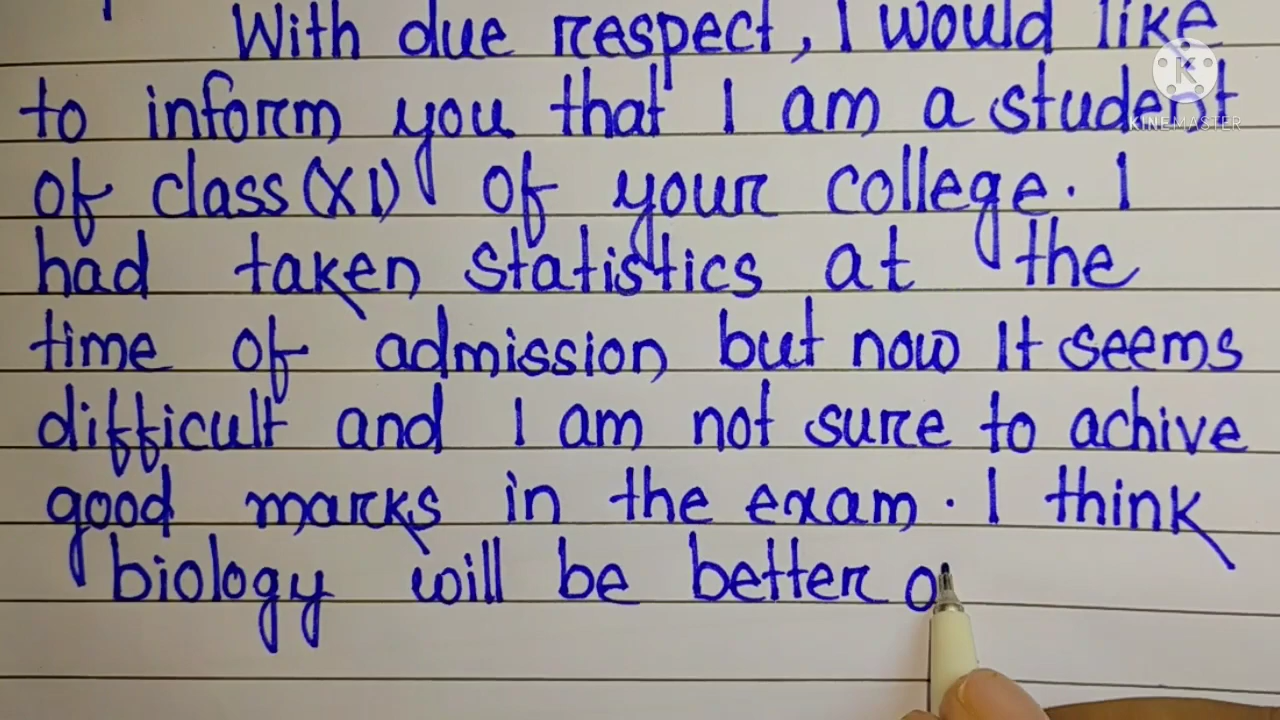 With due respect, I would like
to inform you that I am a student
of class (XI) of your college. I
had taken statistics at the
time of admission but now It seems
difficult and I am not sure to achive
good marks in the exam. I think
biology will be better o
K
KINEMASTER